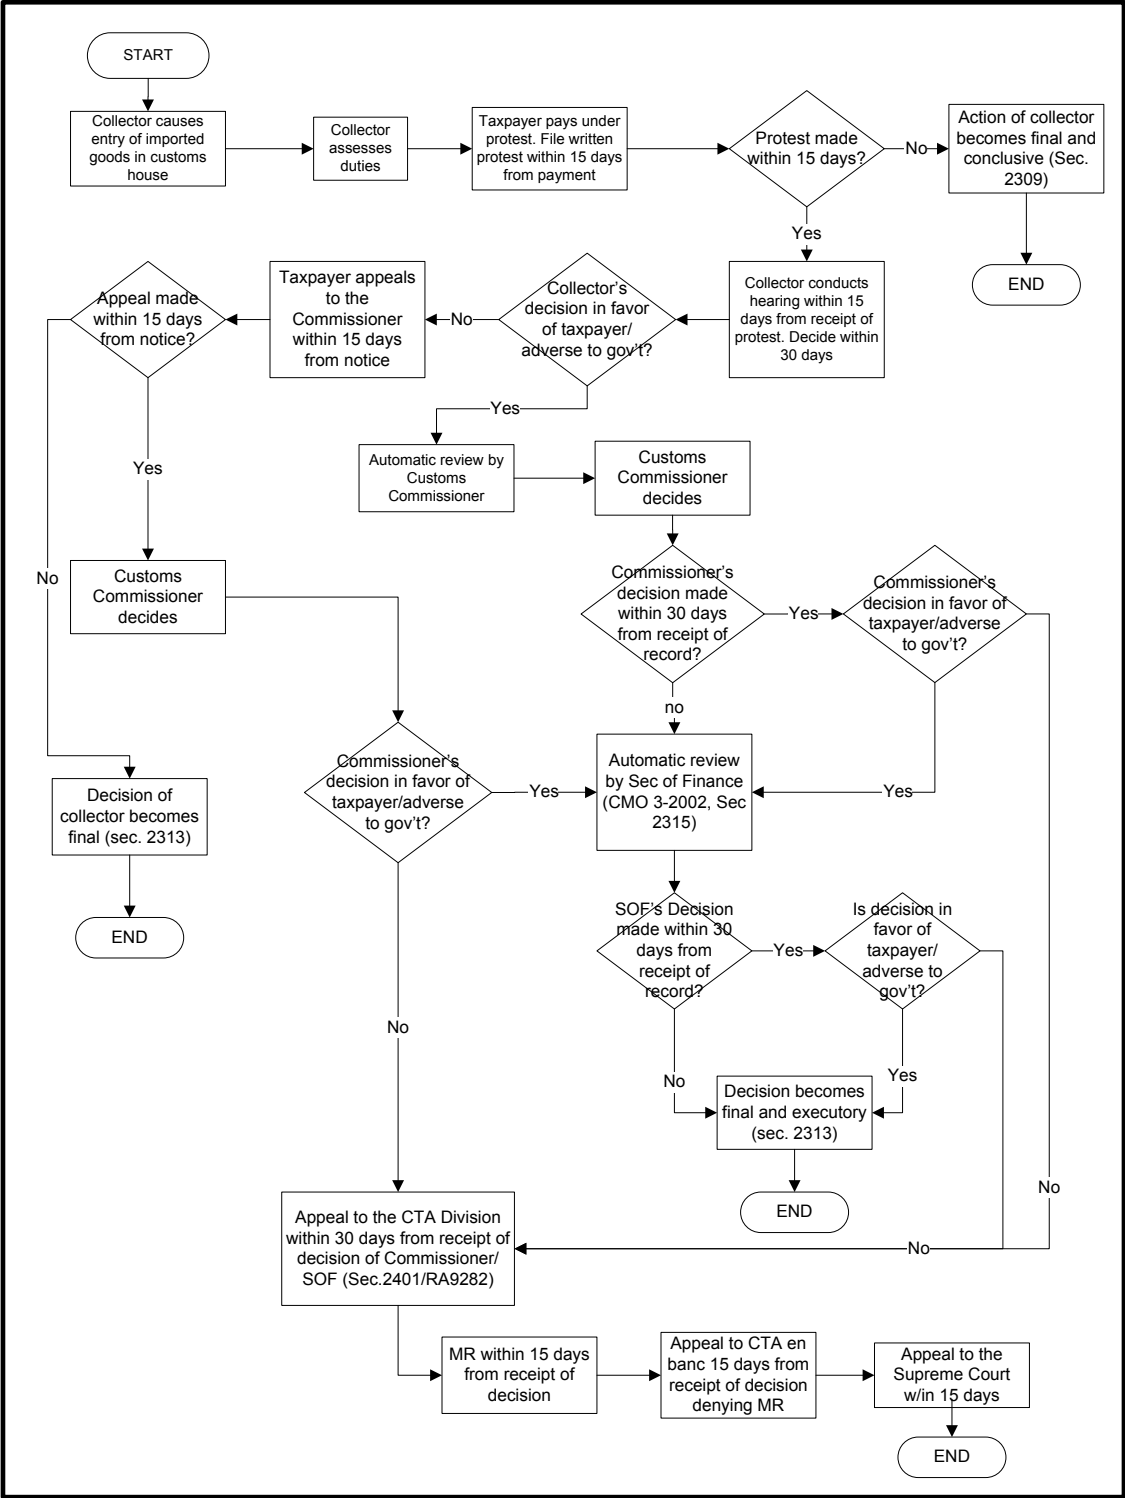 START
Collector causes
entry of imported
goods in customs
house
Collector
assesses
duties
Taxpayer pays under
protest. File written
protest within 15 days
from payment
Protest made
within 15 days?
No
Action of collector
becomes final and
conclusive (Sec.
2309)
Yes
END
Appeal made
within 15 days
from notice?
Taxpayer appeals
to the
Commissioner
within 15 days
from notice
No
Collector's
decision in favor
of taxpayer/
adverse to gov't?
Collector conducts
hearing within 15
days from receipt of
protest. Decide within
30 days
Yes
Yes
Automatic review by
Customs
Commissioner
Customs
Commissioner
decides
No
Customs
Commissioner
decides
Commissioner's
decision made
within 30 days
from receipt of
record?
Yes
Commissioner's
decision in favor of
taxpayer/adverse
to gov't?
no
Commissioner's
decision in favor of
taxpayer/adverse
to gov't?
Yes
Automatic review
by Sec of Finance
(CMO 3-2002, Sec
2315)
Yes
Decision of
collector becomes
final (sec. 2313)
END
SOF's Decision
made within 30
days from
receipt of
record?
Yes
Is decision in
favor of
taxpayer/
adverse to
gov't?
No
No
Yes
Decision becomes
final and executory
(sec. 2313)
END
No
Appeal to the CTA Division
within 30 days from receipt of
decision of Commissioner/
SOF (Sec.2401/RA9282)
No
MR within 15 days
from receipt of
decision
Appeal to CTA en
banc 15 days from
receipt of decision
denying MR
Appeal to the
Supreme Court
w/in 15 days
END